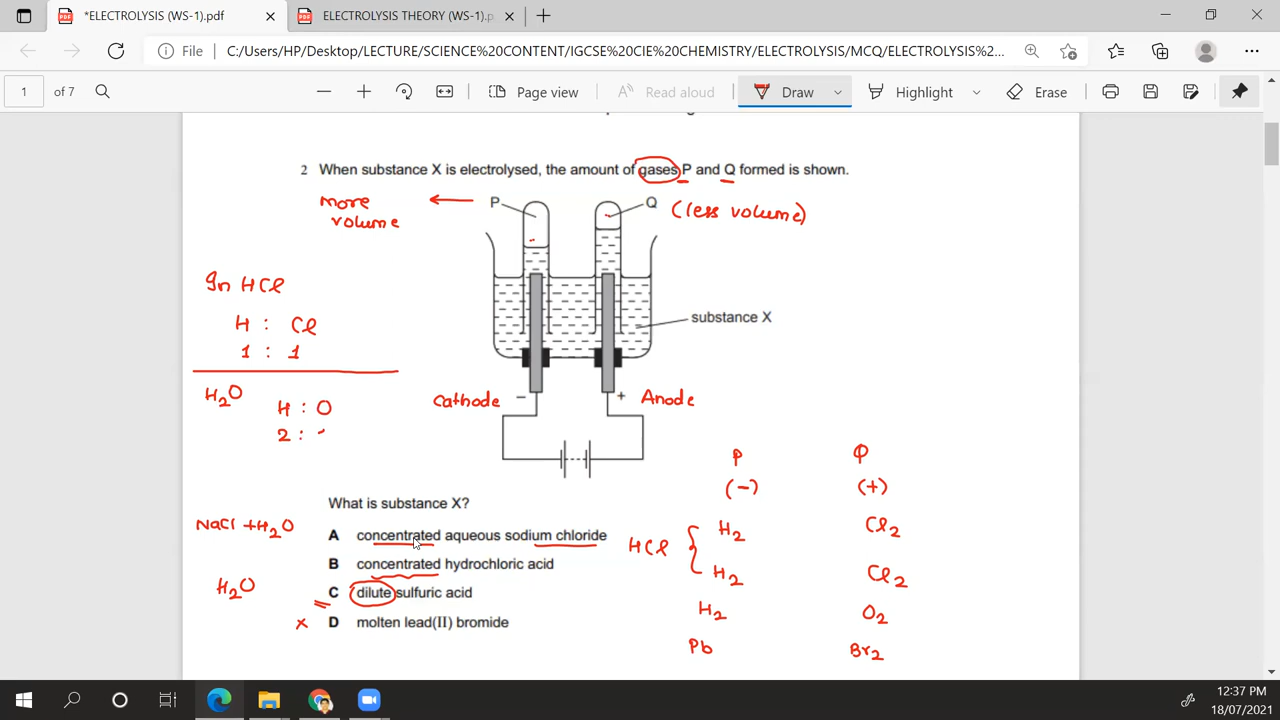 *ELECTROLYSIS (WS-1).pdf
ELECTROLYSIS THEORY (WS-1).pdf
File
C:/Users/HP/Desktop/LECTURE/SCIENCE%20CONTENT/IGCSE%20CIE%20CHEMISTRY/ELECTROLYSIS/MCQ/ELECTROLYSIS%2...
1 of 7
Page view
Read aloud
Draw
Highlight
Erase
2 When substance X is electrolysed, the amount of gases P and Q formed is shown.
more volume
P
Q
(less volume)
In HCl
H : Cl
1 : 1
substance X
H₂O
H : O
2 :
Cathode −
+ Anode
P
Q
(−)
(+)
What is substance X?
NaCl + H₂O
A concentrated aqueous sodium chloride
H₂
Cl₂
HCl
B concentrated hydrochloric acid
H₂
Cl₂
H₂O
C dilute sulfuric acid
H₂
O₂
x
D molten lead(II) bromide
Pb
Br₂
12:37 PM
18/07/2021